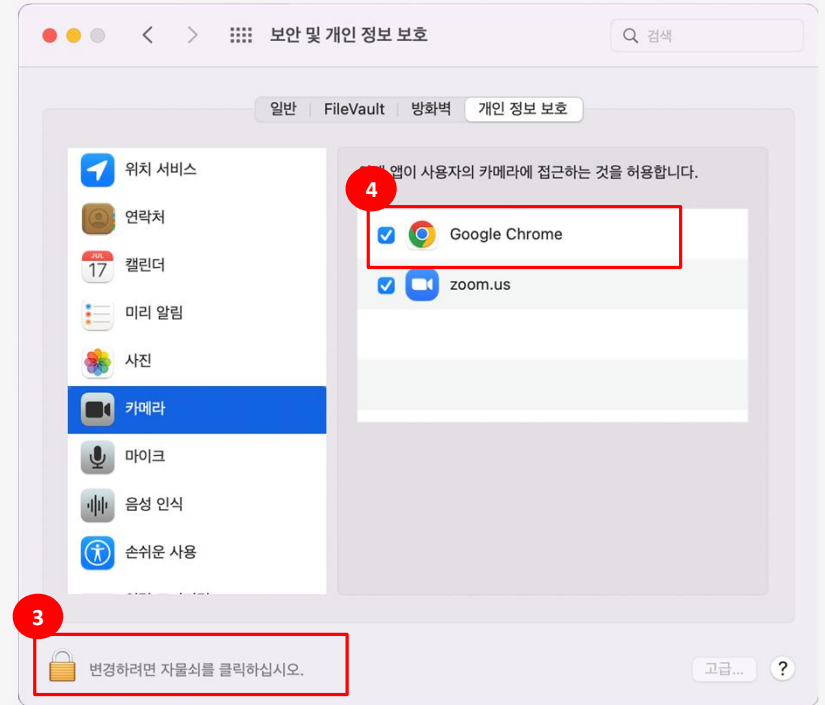 보안 및 개인 정보 보호
검색
일반
FileVault
방화벽
개인 정보 보호
위치 서비스
연락처
JUL
17
캘린더
미리 알림
사진
카메라
마이크
음성 인식
손쉬운 사용
앱이 사용자의 카메라에 접근하는 것을 허용합니다.
4
Google Chrome
zoom.us
3
변경하려면 자물쇠를 클릭하십시오.
고급...
?